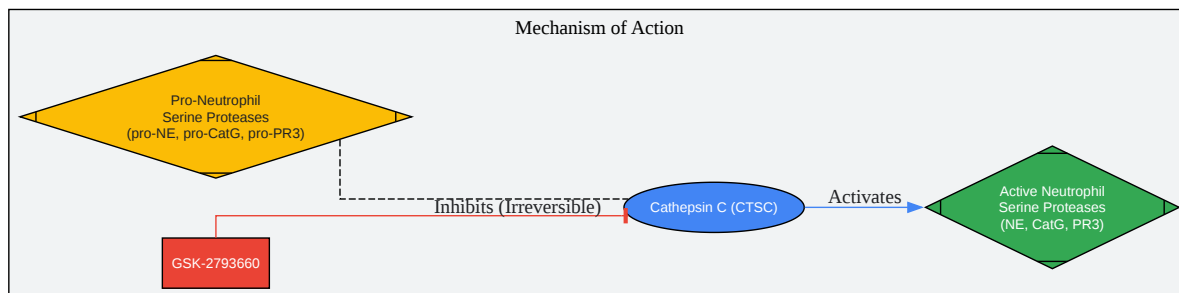 Mechanism of Action
Pro-Neutrophil
Serine Proteases
(pro-NE, pro-CatG, pro-PR3)
Inhibits (Irreversible)
Cathepsin C (CTSC)
Activates
Active Neutrophil
Serine Proteases
(NE, CatG, PR3)
GSK-2793660